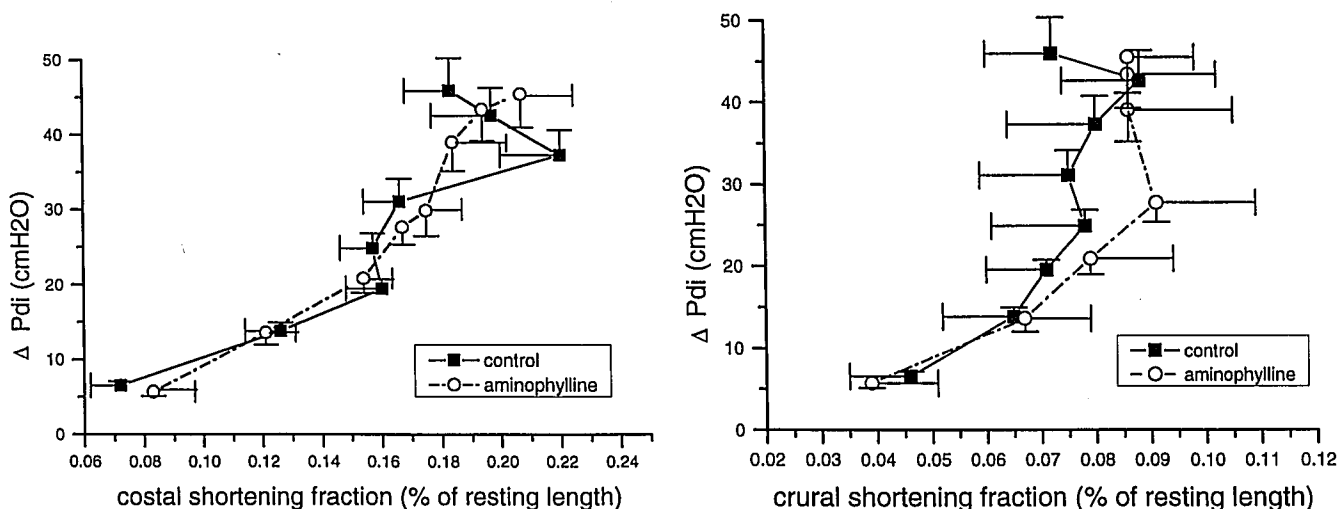 50
40
30
20
10
0
Δ Pdi (cmH2O)
control
aminophylline
0.06 0.08 0.10 0.12 0.14 0.16 0.18 0.20 0.22 0.24
costal shortening fraction (% of resting length)
50
40
30
20
10
0
Δ Pdi (cmH2O)
control
aminophylline
0.02 0.03 0.04 0.05 0.06 0.07 0.08 0.09 0.10 0.11 0.12
crural shortening fraction (% of resting length)